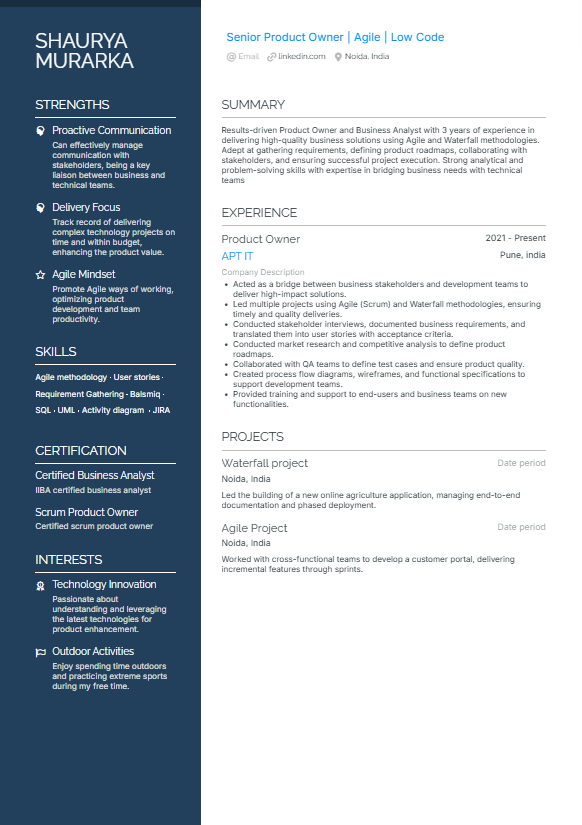 SHAURYA
MURARKA
STRENGTHS
Proactive Communication
Can effectively manage
communication with
stakeholders, being a key
liaison between business and
technical teams.
Delivery Focus
Track record of delivering
complex technology projects on
time and within budget,
enhancing the product value.
Agile Mindset
Promote Agile ways of working,
optimizing product
development and team
productivity.
SKILLS
Agile methodology · User stories ·
Requirement Gathering · Balsmiq ·
SQL · UML · Activity diagram · JIRA
CERTIFICATION
Certified Business Analyst
IIBA certified business analyst
Scrum Product Owner
Certified scrum product owner
INTERESTS
Technology Innovation
Passionate about
understanding and leveraging
the latest technologies for
product enhancement.
Outdoor Activities
Enjoy spending time outdoors
and practicing extreme sports
during my free time.
Senior Product Owner | Agile | Low Code
Email linkedin.com Noida, India
SUMMARY
Results-driven Product Owner and Business Analyst with 3 years of experience in
delivering high-quality business solutions using Agile and Waterfall methodologies.
Adept at gathering requirements, defining product roadmaps, collaborating with
stakeholders, and ensuring successful project execution. Strong analytical and
problem-solving skills with expertise in bridging business needs with technical
teams
EXPERIENCE
Product Owner 2021 - Present
APT IT Pune, india
Company Description
• Acted as a bridge between business stakeholders and development teams to
deliver high-impact solutions.
• Led multiple projects using Agile (Scrum) and Waterfall methodologies, ensuring
timely and quality deliveries.
• Conducted stakeholder interviews, documented business requirements, and
translated them into user stories with acceptance criteria.
• Conducted market research and competitive analysis to define product
roadmaps.
• Collaborated with QA teams to define test cases and ensure product quality.
• Created process flow diagrams, wireframes, and functional specifications to
support development teams.
• Provided training and support to end-users and business teams on new
functionalities.
PROJECTS
Waterfall project Date period
Noida, India
Led the building of a new online agriculture application, managing end-to-end
documentation and phased deployment.
Agile Project Date period
Noida, India
Worked with cross-functional teams to develop a customer portal, delivering
incremental features through sprints.